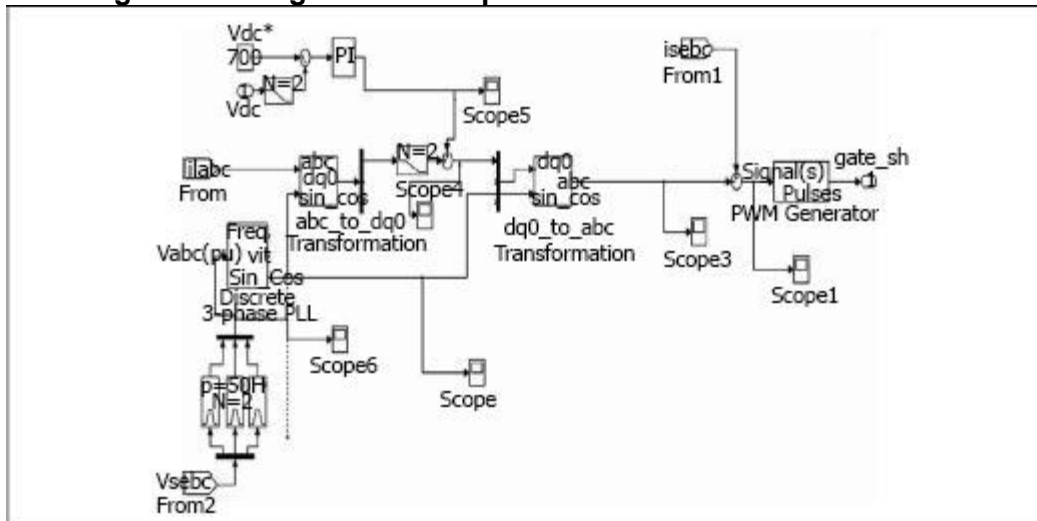 Vdc*
700
PI
N=2
1
Vdc
isebc
From1
Scope5
ilabc
From
abc
dq0
sin_cos
abc_to_dq0
Transformation
N=2
Scope4
dq0
abc
sin_cos
dq0_to_abc
Transformation
Signal(s)
Pulses
PWM Generator
gate_sh
1
Scope3
Scope1
Vabc(pu)
Freq
Sin_Cos
Discrete
3-phase PLL
Scope6
Scope
p=50H
N=2
Vsebc
From2